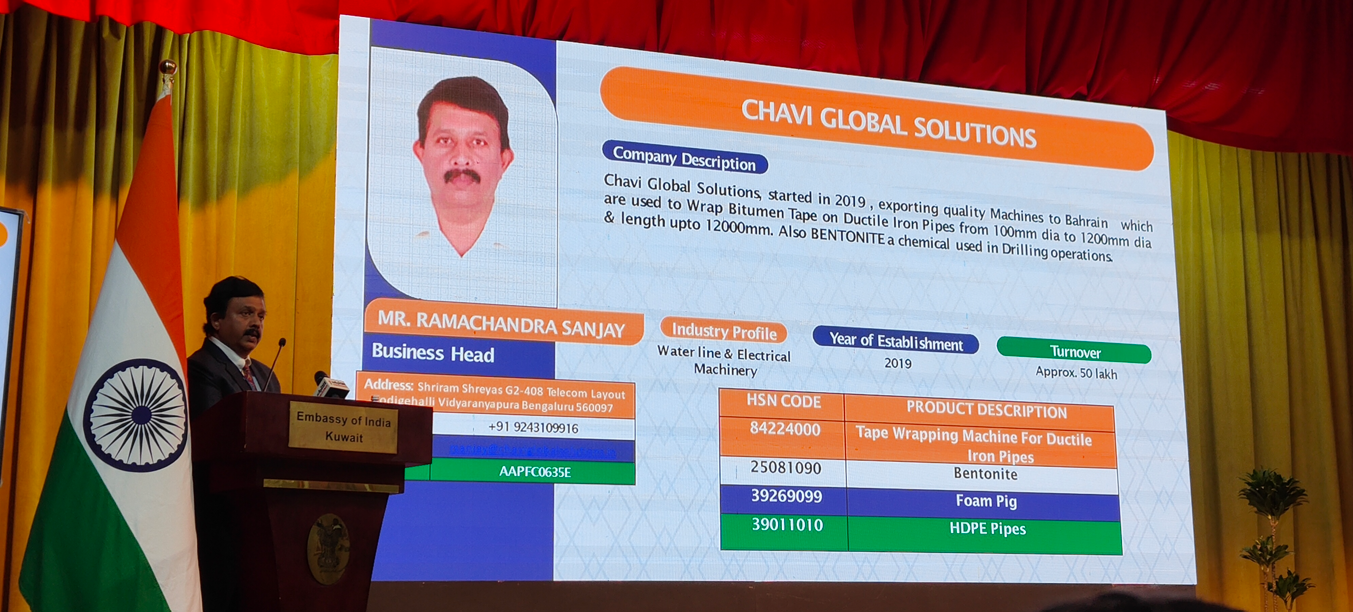 CHAVI GLOBAL SOLUTIONS
Company Description
Chavi Global Solutions, started in 2019 , exporting quality Machines to Bahrain which
are used to Wrap Bitumen Tape on Ductile Iron Pipes from 100mm dia to 1200mm dia
& length upto 12000mm. Also BENTONITE a chemical used in Drilling operations.
MR. RAMACHANDRA SANJAY
Business Head
Address: Shriram Shreyas G2-408 Telecom Layout
Vidyaranyapura Bengaluru 560097
+91 9243109916
AAPFC0635E
Industry Profile
Water line & Electrical
Machinery
Year of Establishment
2019
Turnover
Approx. 50 lakh
HSN CODE PRODUCT DESCRIPTION
84224000 Tape Wrapping Machine For Ductile
Iron Pipes
25081090 Bentonite
39269099 Foam Pig
39011010 HDPE Pipes
Embassy of India
Kuwait